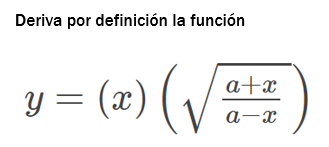 Deriva por definición la función
y = (x) ( √((a+x)/(a−x)) )